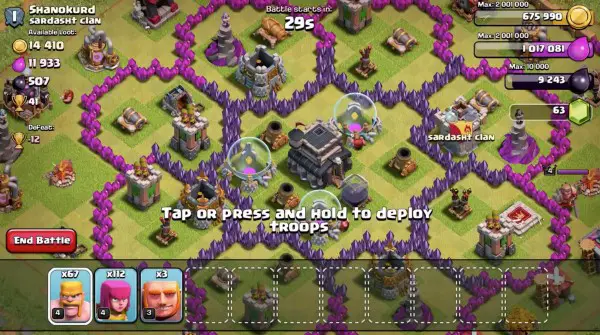 1
Shanokurd
sardasht clan
Available Loot:
14 410
11 933
507
41
Defeat:
-12
Battle starts in:
29s
Max: 2 001 000
675 990
Max: 2 001 000
1 017 081
Max: 10 000
9 243
63
sardasht clan
4
Tap or press and hold to deploy
troops
End Battle
x67
x112
x3
4
4
3